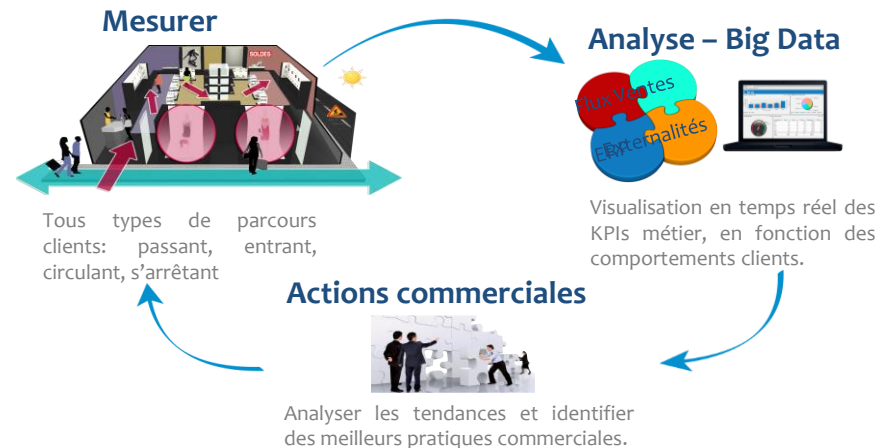 Mesurer
SOLDES
Tous types de parcours
clients: passant, entrant,
circulant, s'arrêtant
Analyse – Big Data
Flux Ventes
ERP Externalités
Visualisation en temps réel des
KPIs métier, en fonction des
comportements clients.
Actions commerciales
Analyser les tendances et identifier
des meilleurs pratiques commerciales.